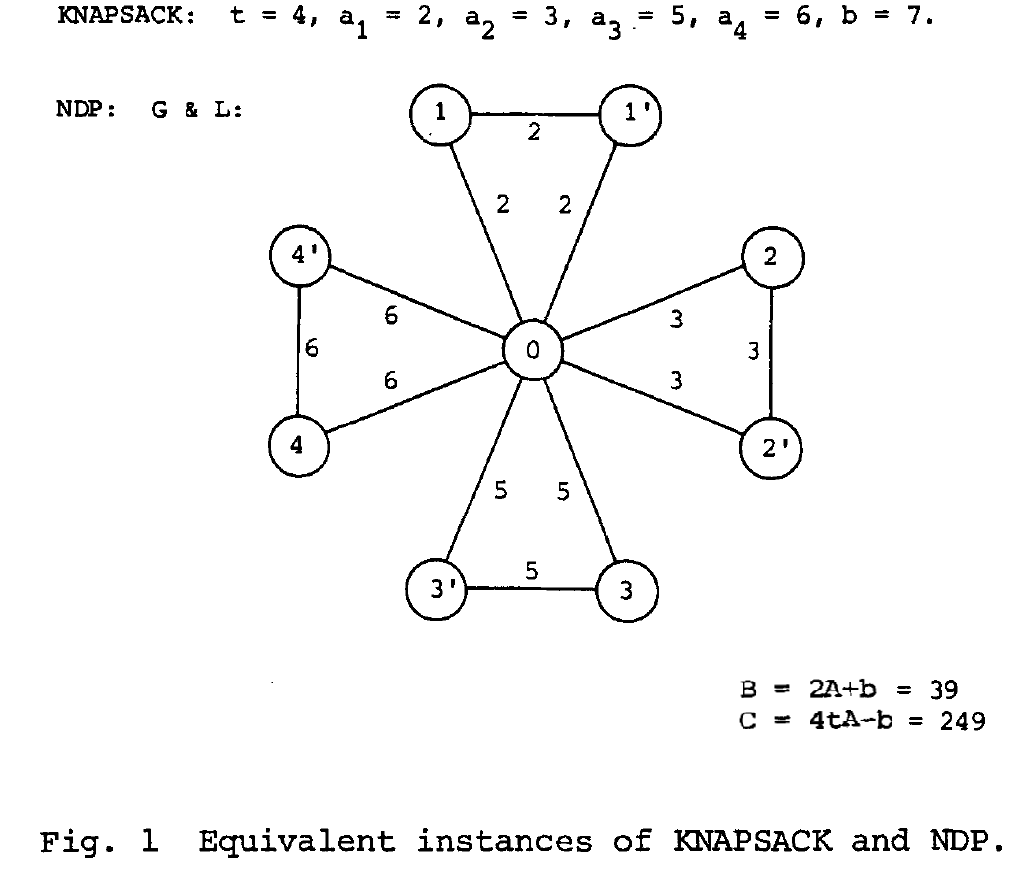 KNAPSACK: t = 4, a1 = 2, a2 = 3, a3 = 5, a4 = 6, b = 7.
NDP: G & L:
1 1'
2
2 2
4' 2
6 3
6 0 3
6 3
4 2'
5 5
5
3' 3
B = 2A+b = 39
C = 4tA-b = 249
Fig. 1 Equivalent instances of KNAPSACK and NDP.